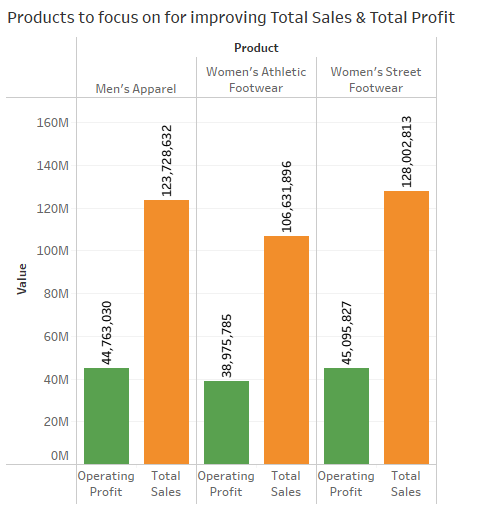 Products to focus on for improving Total Sales & Total Profit
Product
Men's Apparel
Women's Athletic
Footwear
Women's Street
Footwear
Value
160M
140M
120M
100M
80M
60M
40M
20M
0M
44,763,030
123,728,632
38,975,785
106,631,896
45,095,827
128,002,813
Operating
Profit
Total
Sales
Operating
Profit
Total
Sales
Operating
Profit
Total
Sales